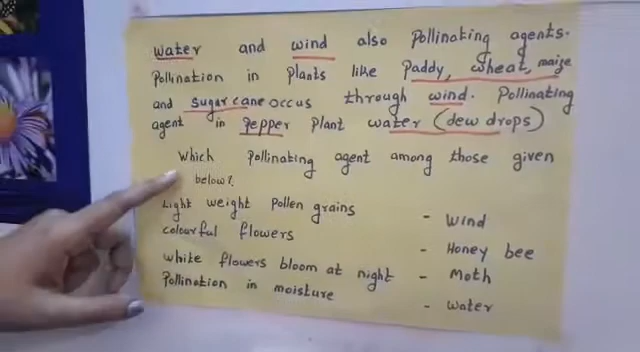 water and wind also Pollinating agents.
Pollination in Plants like Paddy, wheat, maize
and sugarcane occus through wind. Pollinating
agent in pepper plant water (dew drops)
Which Pollinating agent among those given
below?
Light weight Pollen grains - Wind
colourful flowers - Honey bee
white flowers bloom at night - Moth
Pollination in moisture - water